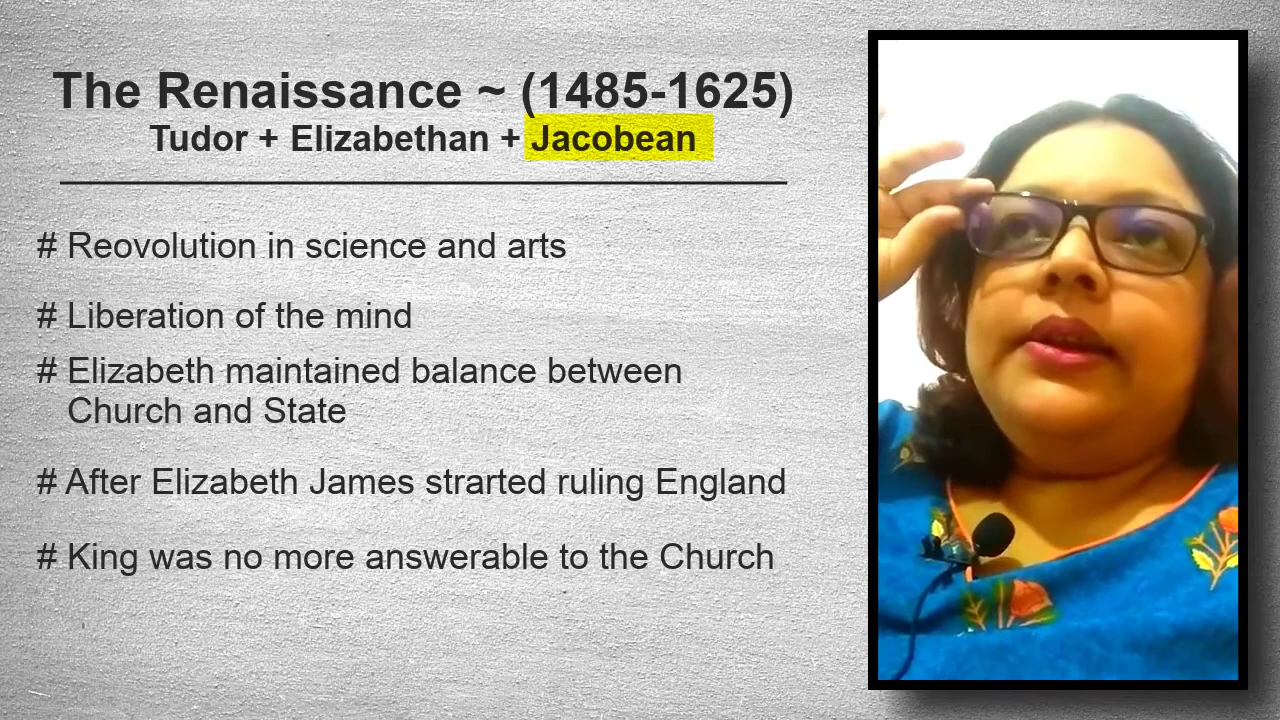 The Renaissance ~ (1485-1625)
Tudor + Elizabethan + Jacobean
# Reovolution in science and arts
# Liberation of the mind
# Elizabeth maintained balance between
Church and State
# After Elizabeth James strarted ruling England
# King was no more answerable to the Church